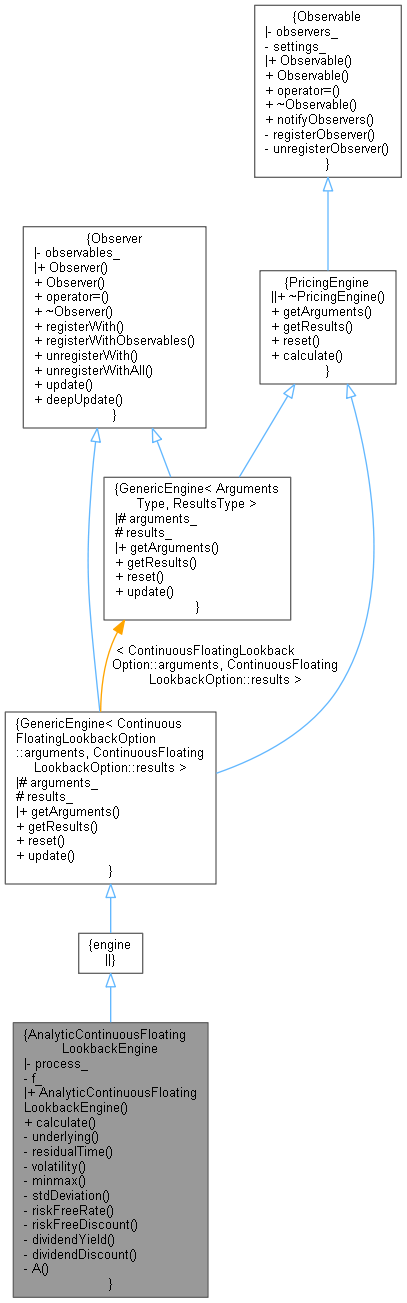 {Observable
|- observers_
- settings_
|+ Observable()
+ Observable()
+ operator=()
+ ~Observable()
+ notifyObservers()
- registerObserver()
- unregisterObserver()
}
{Observer
|- observables_
|+ Observer()
+ Observer()
+ operator=()
+ ~Observer()
+ registerWith()
+ registerWithObservables()
+ unregisterWith()
+ unregisterWithAll()
+ update()
+ deepUpdate()
}
{PricingEngine
||+ ~PricingEngine()
+ getArguments()
+ getResults()
+ reset()
+ calculate()
}
{GenericEngine< Arguments
Type, ResultsType >
|# arguments_
# results_
|+ getArguments()
+ getResults()
+ reset()
+ update()
}
< ContinuousFloatingLookback
Option::arguments, ContinuousFloating
LookbackOption::results >
{GenericEngine< Continuous
FloatingLookbackOption
::arguments, ContinuousFloating
LookbackOption::results >
|# arguments_
# results_
|+ getArguments()
+ getResults()
+ reset()
+ update()
}
{engine
||}
{AnalyticContinuousFloating
LookbackEngine
|- process_
- f_
|+ AnalyticContinuousFloating
LookbackEngine()
+ calculate()
- underlying()
- residualTime()
- volatility()
- minmax()
- stdDeviation()
- riskFreeRate()
- riskFreeDiscount()
- dividendYield()
- dividendDiscount()
- A()
}